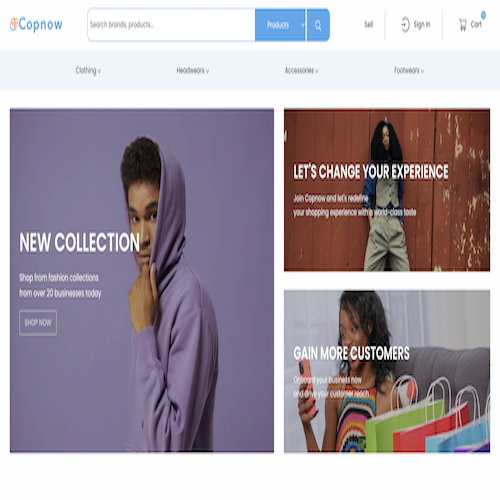 Copnow
Search brands, products...
Products
Sell
Sign In
Cart
0
Clothing
Headwears
Accessories
Footwears
NEW COLLECTION
Shop from fashion collections
from over 20 businesses today
SHOP NOW
LET'S CHANGE YOUR EXPERIENCE
Join Copnow and let's redefine
your shopping experience with a world-class taste
GAIN MORE CUSTOMERS
Onboard your business now
and drive your customer reach